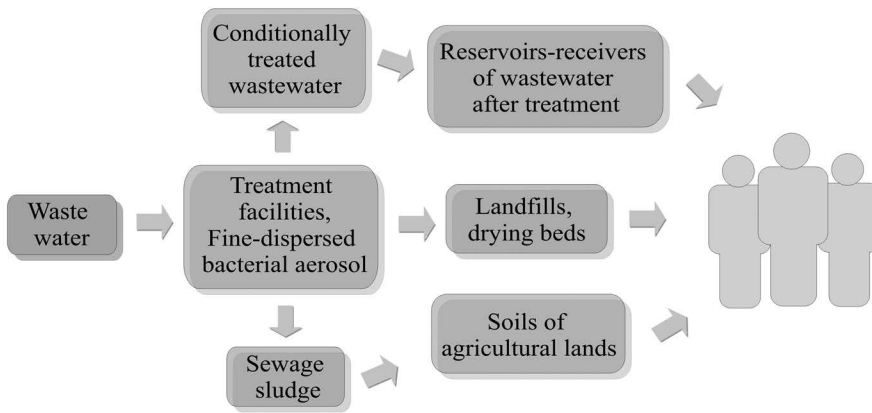 Conditionally
treated
wastewater
Reservoirs-receivers
of wastewater
after treatment
Waste
water
Treatment
facilities,
Fine-dispersed
bacterial aerosol
Landfills,
drying beds
Sewage
sludge
Soils of
agricultural lands